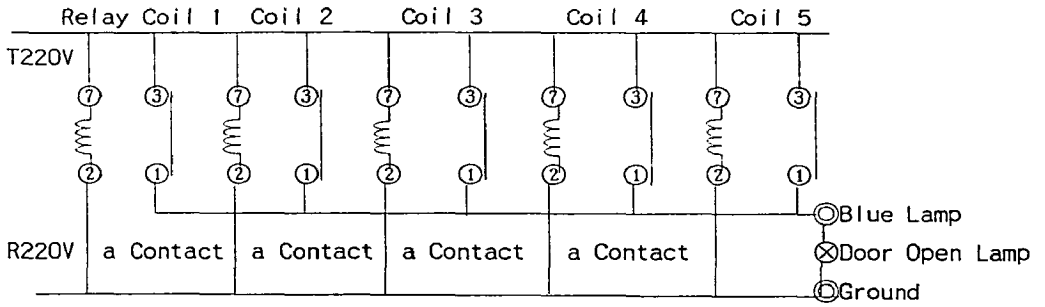 Relay Coil 1 Coil 2 Coil 3 Coil 4 Coil 5
T220V
7 3 7 3 7 3 7 3 7 3
2 1 2 1 2 1 2 1 2 1
Blue Lamp
R220V a Contact a Contact a Contact a Contact Door Open Lamp
Ground